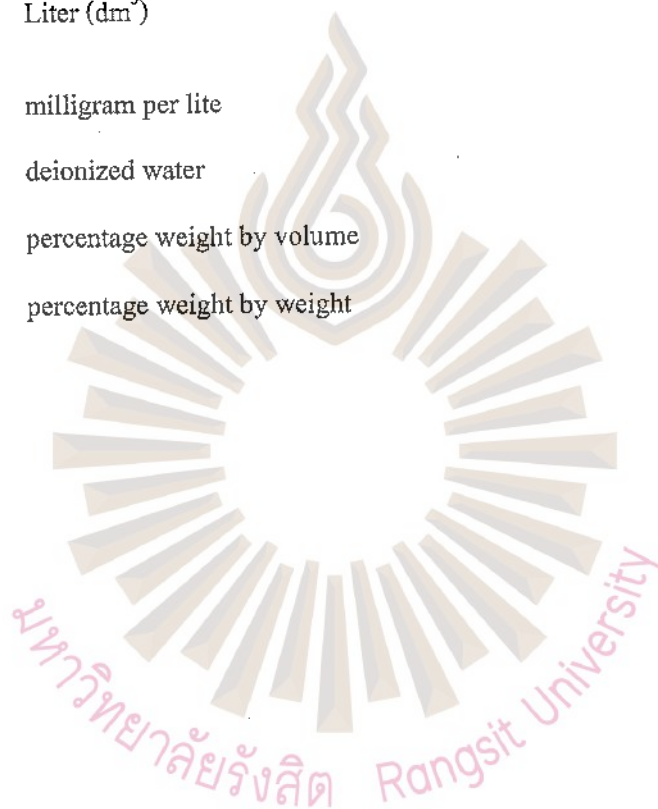 Liter (dm³)
milligram per lite
deionized water
percentage weight by volume
percentage weight by weight
มหาวิทยาลัยรังสิต Rangsit University